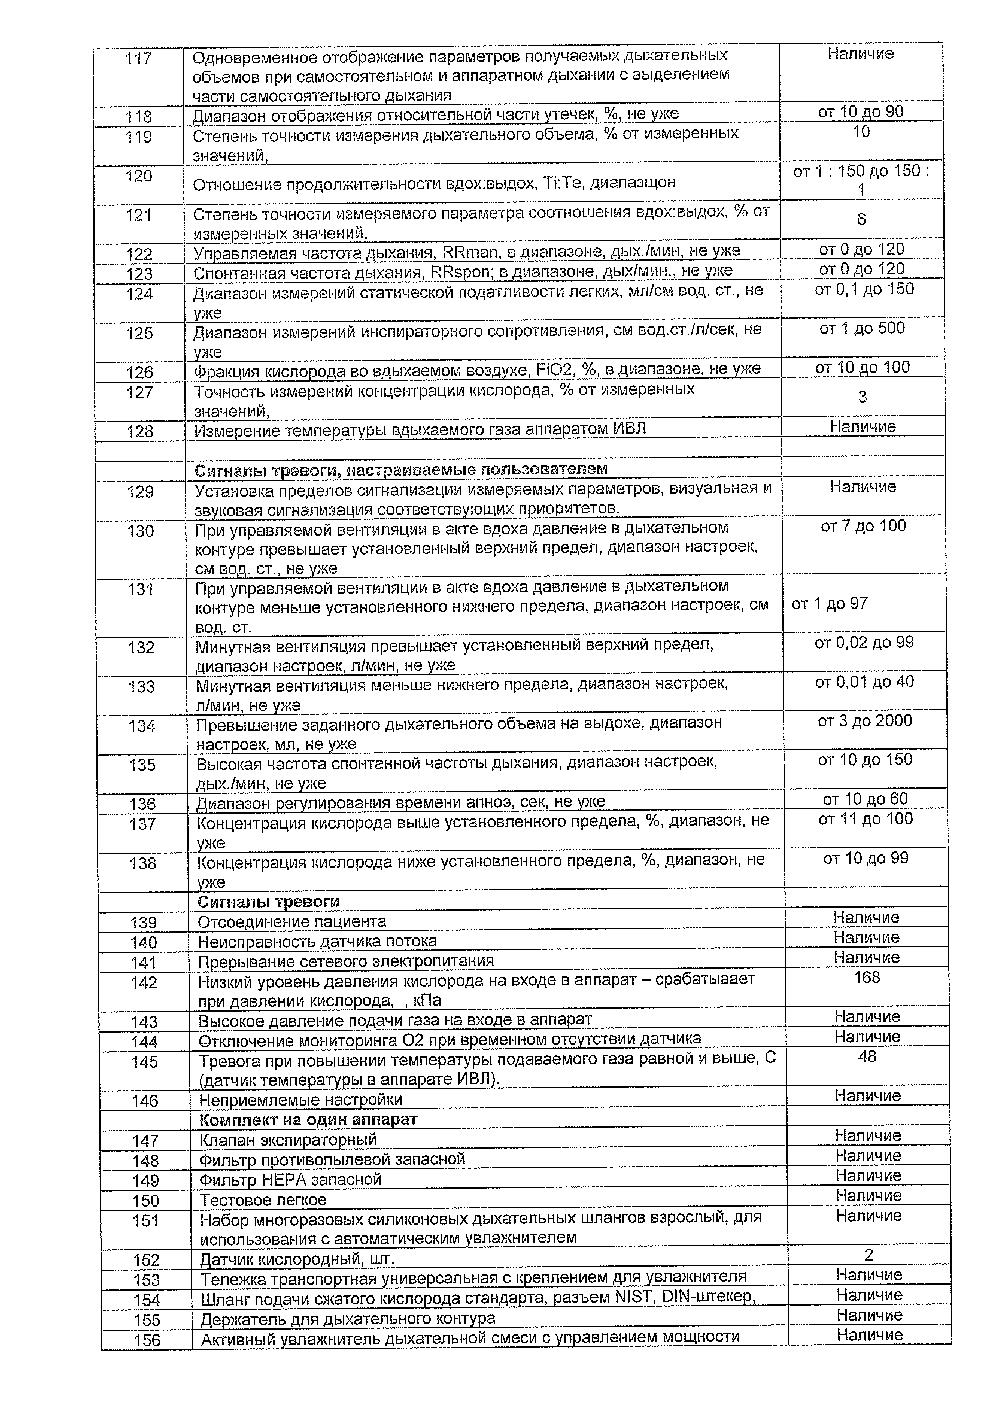 117 Одновременное отображение параметров получаемых дыхательных Наличие
объемов при самостоятельном и аппаратном дыхании с выделением
части самостоятельного дыхания
118 Диапазон отображения относительной части утечек, %, не уже от 10 до 90
119 Степень точности измерения дыхательного объема, % от измеренных 10
значений,
120 Отношение продолжительности вдох:выдох, Ti:Te, диапазщон от 1 : 150 до 150 :
1
121 Степень точности измеряемого параметра соотношения вдох:выдох, % от 6
измеренных значений.
122 Управляемая частота дыхания, RRman, в диапазоне, дых./мин, не уже от 0 до 120
123 Спонтанная частота дыхания, RRspon; в диапазоне, дых/мин., не уже от 0 до 120
124 Диапазон измерений статической податливости легких, мл/см вод. ст., не от 0,1 до 150
уже
125 Диапазон измерений инспираторного сопротивления, см вод.ст./л/сек, не от 1 до 500
уже
126 Фракция кислорода во вдыхаемом воздухе, FiO2, %, в диапазоне, не уже от 10 до 100
127 Точность измерений концентрации кислорода, % от измеренных 3
значений,
128 Измерение температуры вдыхаемого газа аппаратом ИВЛ Наличие
Сигналы тревоги, настраиваемые пользователем
129 Установка пределов сигнализации измеряемых параметров, визуальная и Наличие
звуковая сигнализация соответствующих приоритетов.
130 При управляемой вентиляции в акте вдоха давление в дыхательном от 7 до 100
контуре превышает установленный верхний предел, диапазон настроек,
см вод. ст., не уже
131 При управляемой вентиляции в акте вдоха давление в дыхательном
контуре меньше установленного нижнего предела, диапазон настроек, см от 1 до 97
вод. ст.
132 Минутная вентиляция превышает установленный верхний предел, от 0,02 до 99
диапазон настроек, л/мин, не уже
133 Минутная вентиляция меньше нижнего предела, диапазон настроек, от 0,01 до 40
л/мин, не уже
134 Превышение заданного дыхательного объема на выдохе, диапазон от 3 до 2000
настроек, мл, не уже
135 Высокая частота спонтанной частоты дыхания, диапазон настроек, от 10 до 150
дых./мин, не уже
136 Диапазон регулирования времени апноэ, сек, не уже от 10 до 60
137 Концентрация кислорода выше установленного предела, %, диапазон, не от 11 до 100
уже
138 Концентрация кислорода ниже установленного предела, %, диапазон, не от 10 до 99
уже
Сигналы тревоги
139 Отсоединение пациента Наличие
140 Неисправность датчика потока Наличие
141 Прерывание сетевого электропитания Наличие
142 Низкий уровень давления кислорода на входе в аппарат – срабатывает 168
при давлении кислорода, , кПа
143 Высокое давление подачи газа на входе в аппарат Наличие
144 Отключение мониторинга О2 при временном отсутствии датчика Наличие
145 Тревога при повышении температуры подаваемого газа равной и выше, С 48
(датчик температуры в аппарате ИВЛ).
146 Неприемлемые настройки Наличие
Комплект на один аппарат
147 Клапан экспираторный Наличие
148 Фильтр противопылевой запасной Наличие
149 Фильтр HEPA запасной Наличие
150 Тестовое легкое Наличие
151 Набор многоразовых силиконовых дыхательных шлангов взрослый, для Наличие
использования с автоматическим увлажнителем
152 Датчик кислородный, шт. 2
153 Тележка транспортная универсальная с креплением для увлажнителя Наличие
154 Шланг подачи сжатого кислорода стандарта, разъем NIST, DIN-штекер, Наличие
155 Держатель для дыхательного контура Наличие
156 Активный увлажнитель дыхательной смеси с управлением мощности Наличие